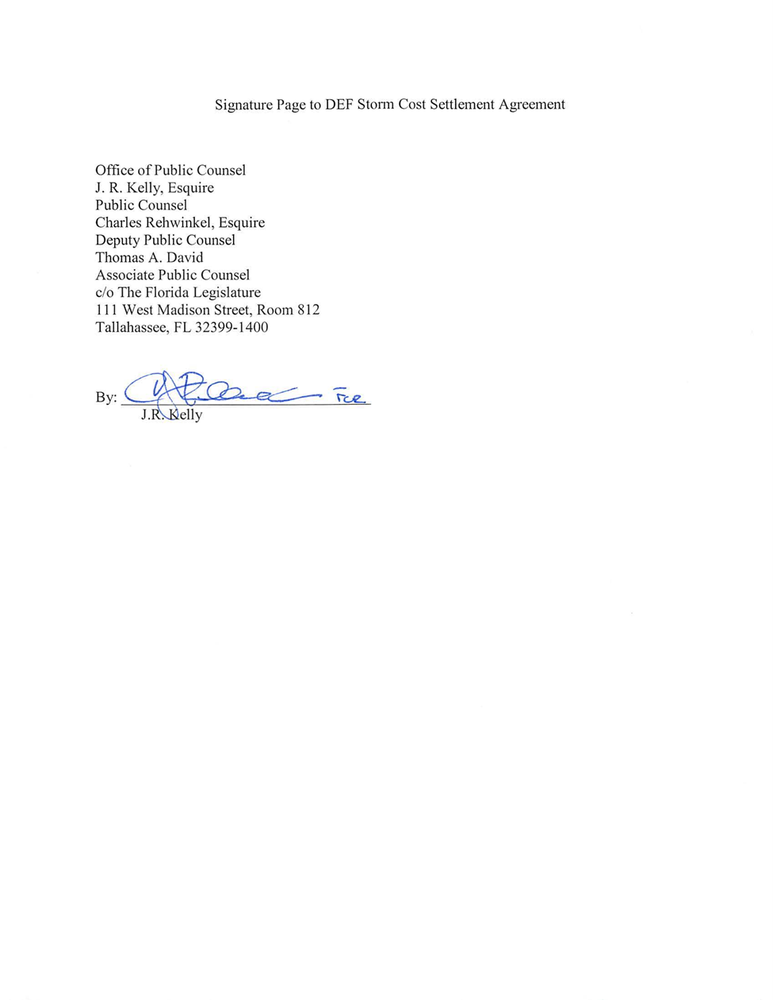 Signature Page to DEF Storm Cost Settlement Agreement
Office of Public Counsel
J. R. Kelly, Esquire
Public Counsel
Charles Rehwinkel, Esquire
Deputy Public Counsel
Thomas A. David
Associate Public Counsel
c/o The Florida Legislature
111 West Madison Street, Room 812
Tallahassee, FL 32399-1400
By:
J.R. Kelly